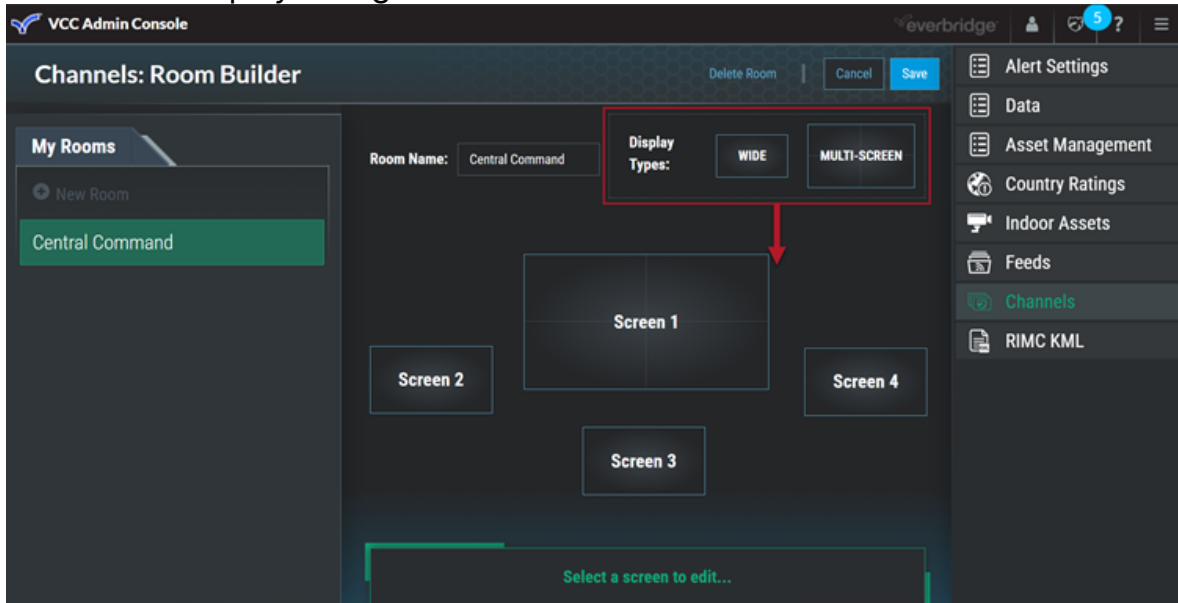 VCC Admin Console
everbridge
5
?
Channels: Room Builder
Delete Room | Cancel Save
My Rooms
New Room
Central Command
Room Name: Central Command
Display
Types:
WIDE
MULTI-SCREEN
Screen 1
Screen 2
Screen 4
Screen 3
Select a screen to edit...
Alert Settings
Data
Asset Management
Country Ratings
Indoor Assets
Feeds
Channels
RIMC KML